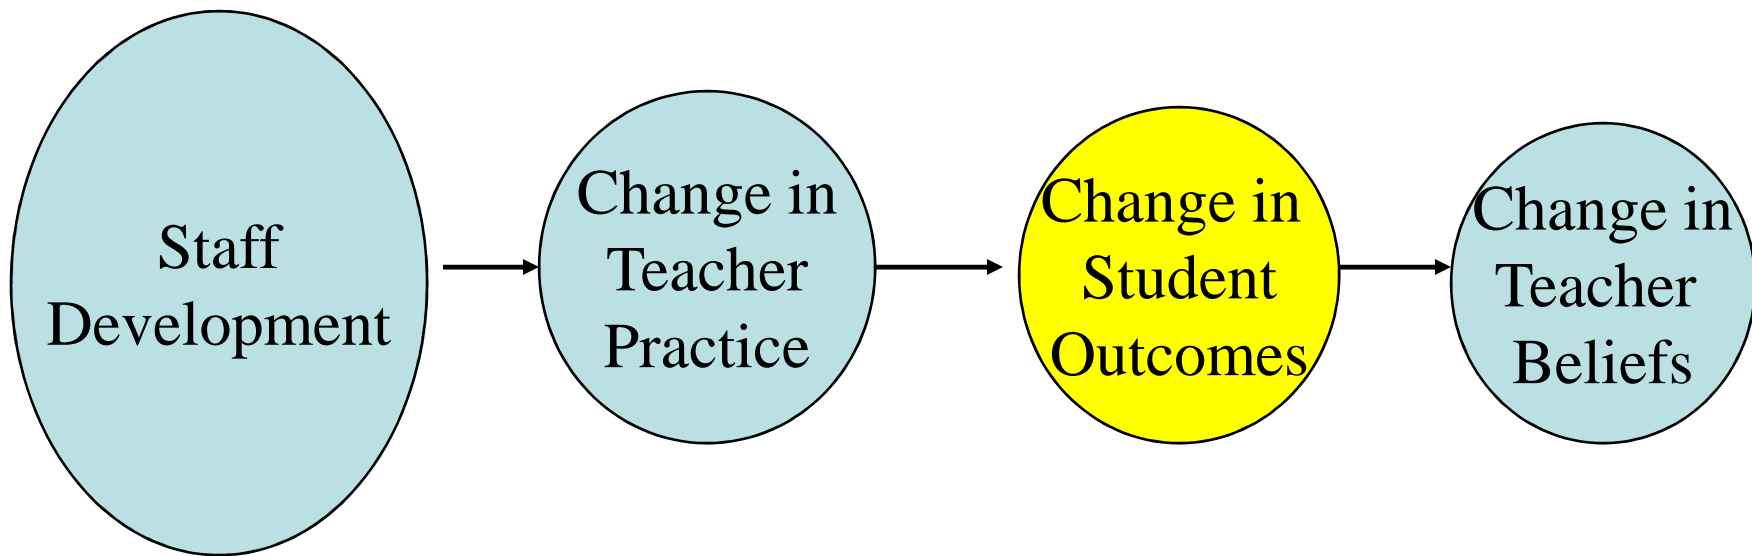 Staff
Development
Change in
Teacher
Practice
Change in
Student
Outcomes
Change in
Teacher
Beliefs